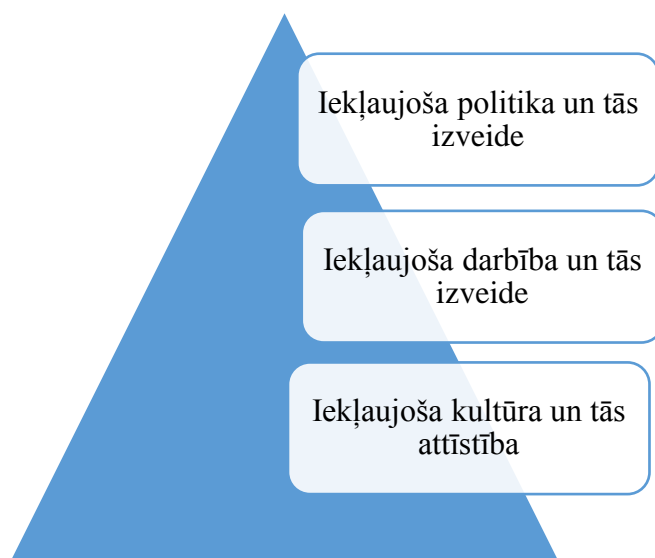 Iekļaujoša politika un tās
izveide
Iekļaujoša darbība un tās
izveide
Iekļaujoša kultūra un tās
attīstība